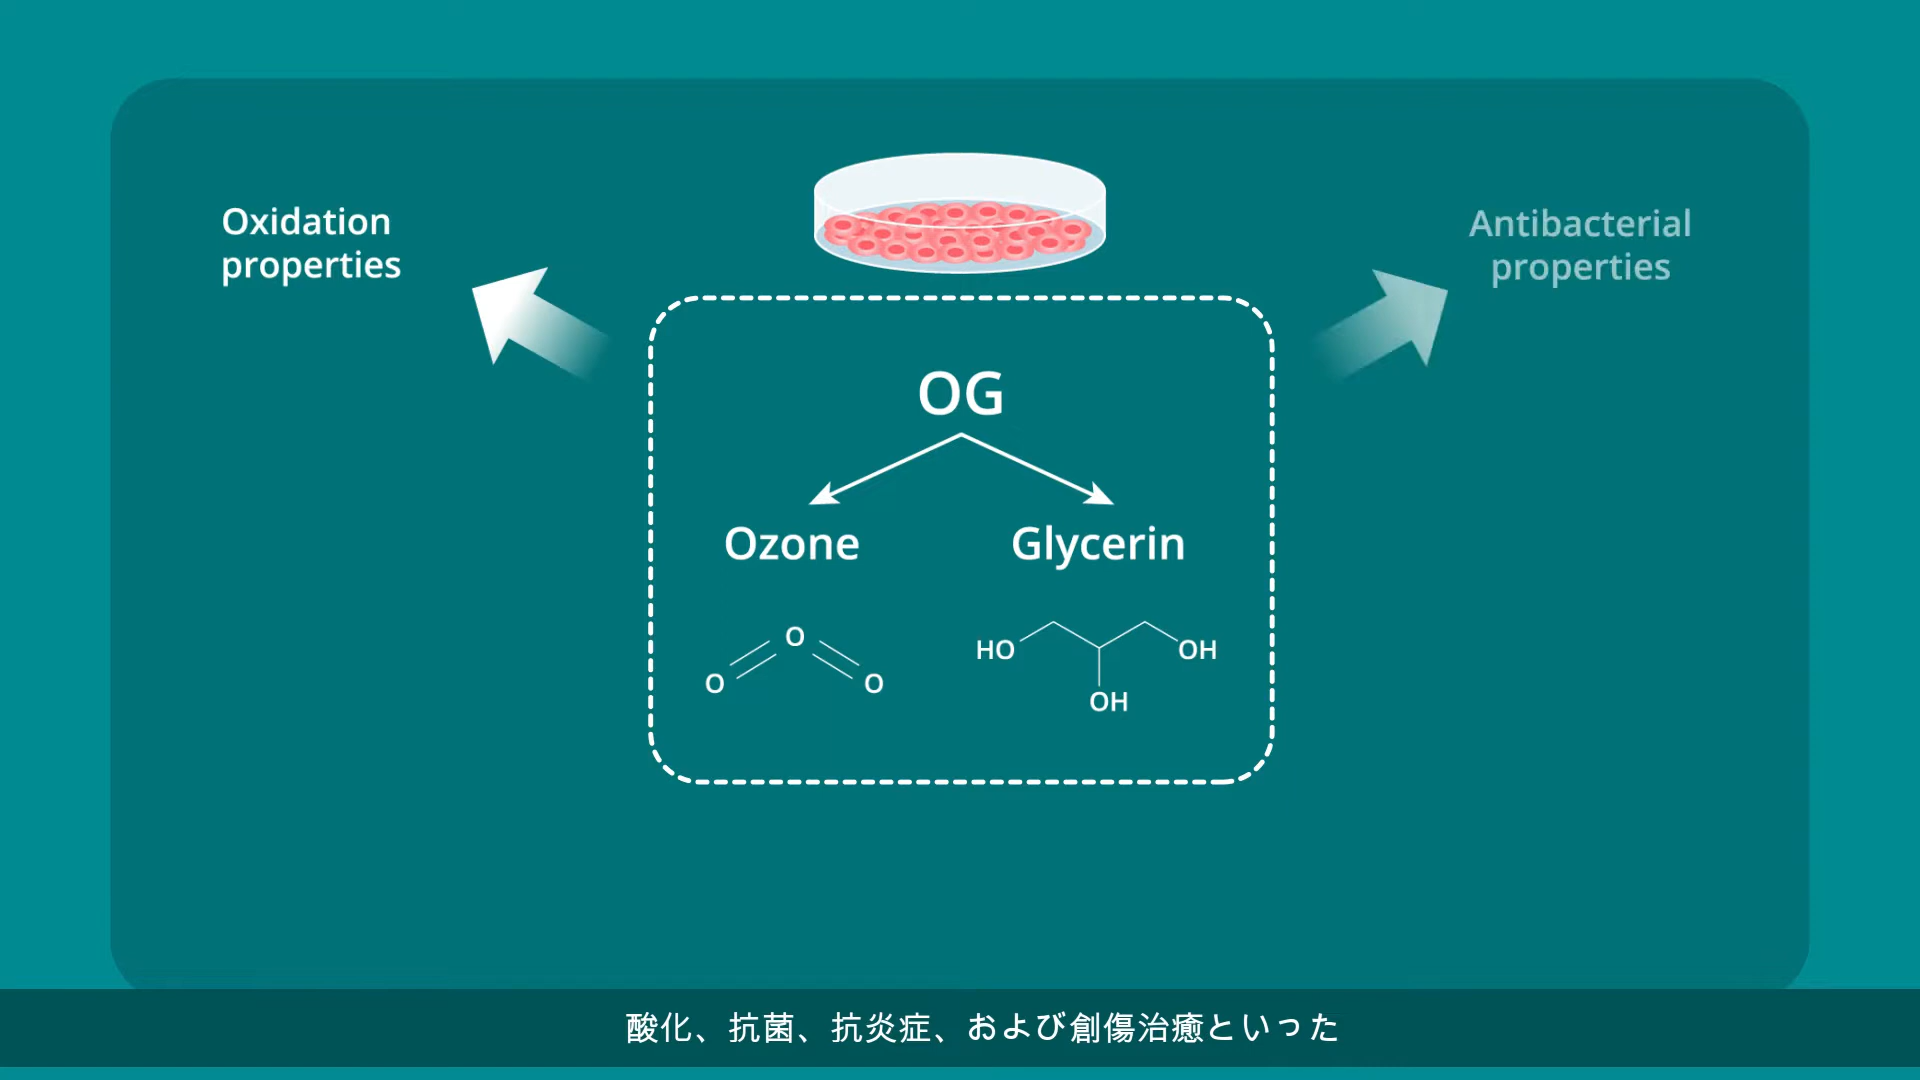 Oxidation
properties
Antibacterial
properties
OG
Ozone
Glycerin
O
O
O
HO
OH
OH
酸化、抗菌、抗炎症、および創傷治癒といった